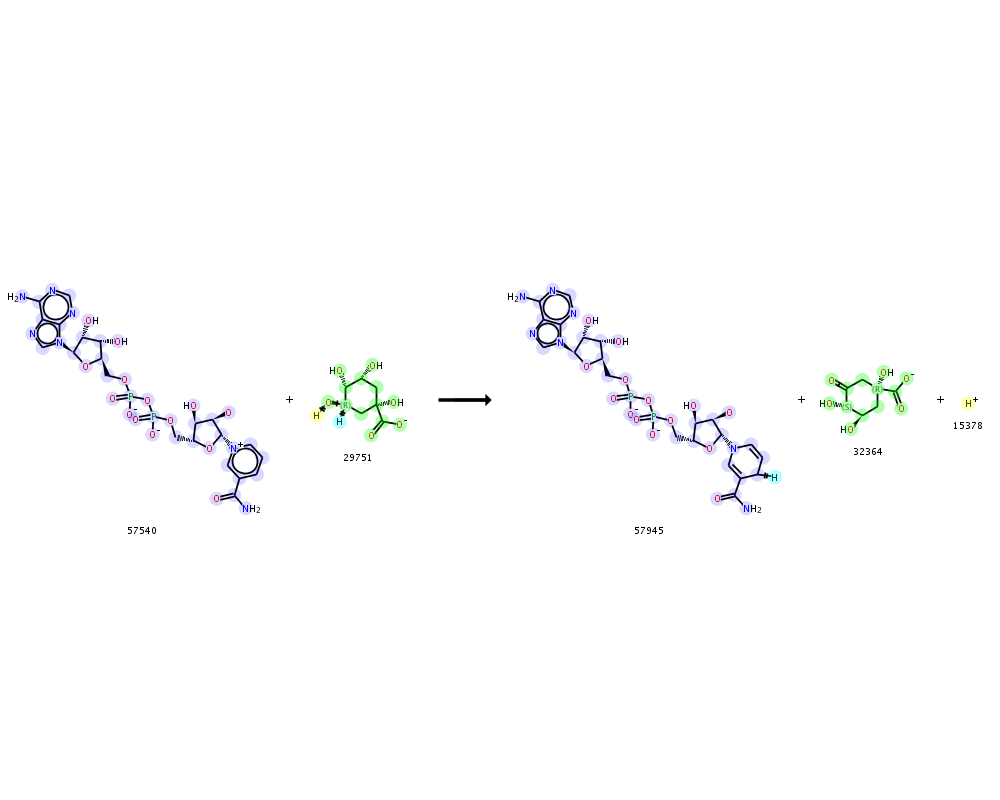 H2N N N N N OH OH O O P O O- O P O O- O HO O O N+ O NH2
57540
+
HO OH O H (R) H OH O O-
29751
H2N N N N N OH OH O O P O O- O P O O- O HO O O N H O NH2
57945
+
O OH O- (R) O HO (S) HO
32364
+
H+
15378